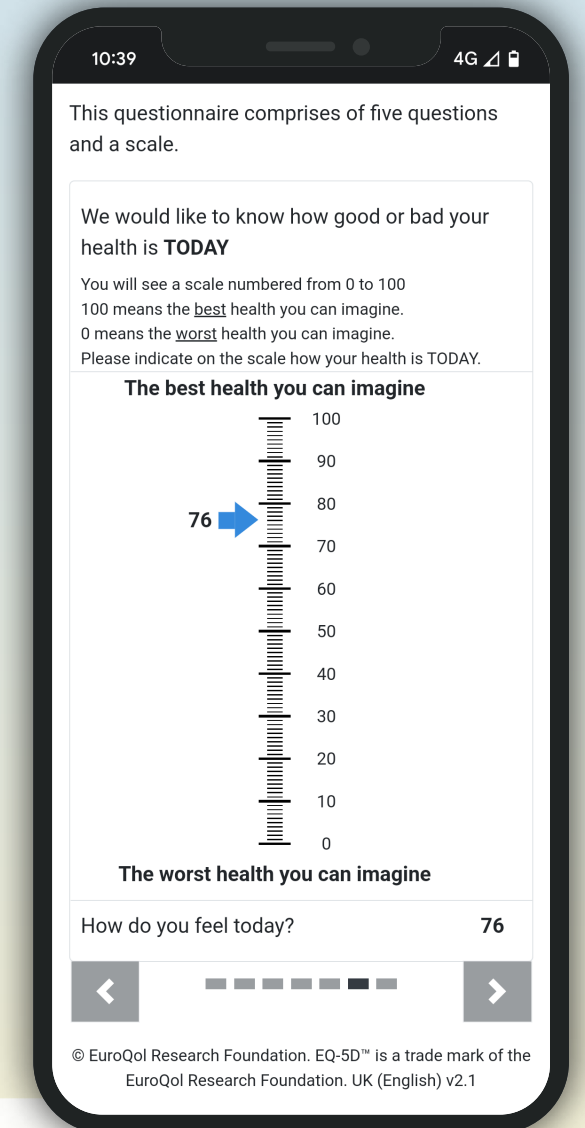 10:39
4G
This questionnaire comprises of five questions
and a scale.
We would like to know how good or bad your
health is TODAY
You will see a scale numbered from 0 to 100
100 means the best health you can imagine.
0 means the worst health you can imagine.
Please indicate on the scale how your health is TODAY.
The best health you can imagine
100
90
80
76
70
60
50
40
30
20
10
0
The worst health you can imagine
How do you feel today? 76
© EuroQol Research Foundation. EQ-5D™ is a trade mark of the
EuroQol Research Foundation. UK (English) v2.1